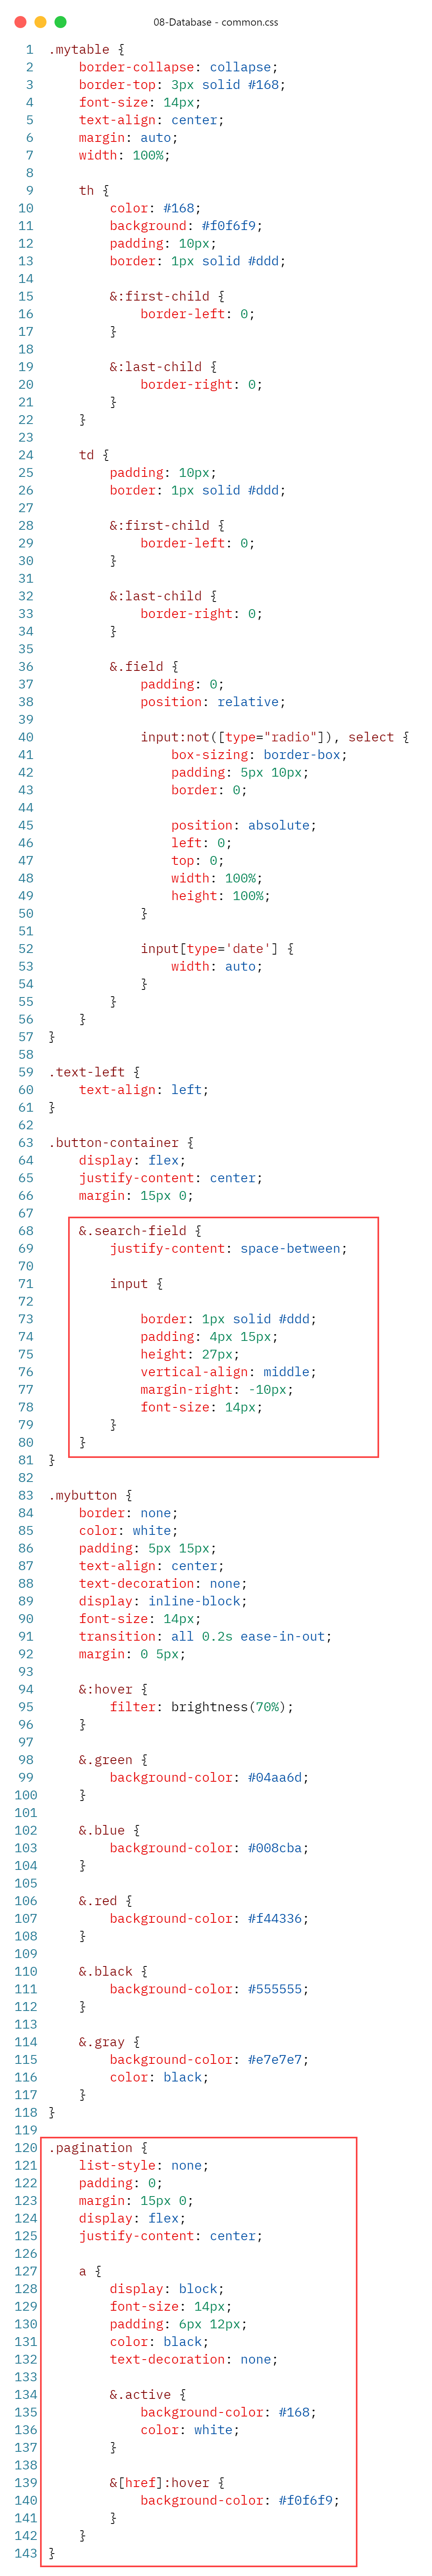 08-Database - common.css
1 .mytable {
2     border-collapse: collapse;
3     border-top: 3px solid #168;
4     font-size: 14px;
5     text-align: center;
6     margin: auto;
7     width: 100%;
8
9     th {
10         color: #168;
11         background: #f0f6f9;
12         padding: 10px;
13         border: 1px solid #ddd;
14
15         &:first-child {
16             border-left: 0;
17         }
18
19         &:last-child {
20             border-right: 0;
21         }
22     }
23
24     td {
25         padding: 10px;
26         border: 1px solid #ddd;
27
28         &:first-child {
29             border-left: 0;
30         }
31
32         &:last-child {
33             border-right: 0;
34         }
35
36         &.field {
37             padding: 0;
38             position: relative;
39
40             input:not([type="radio"]), select {
41                 box-sizing: border-box;
42                 padding: 5px 10px;
43                 border: 0;
44
45                 position: absolute;
46                 left: 0;
47                 top: 0;
48                 width: 100%;
49                 height: 100%;
50             }
51
52             input[type='date'] {
53                 width: auto;
54             }
55         }
56     }
57 }
58
59 .text-left {
60     text-align: left;
61 }
62
63 .button-container {
64     display: flex;
65     justify-content: center;
66     margin: 15px 0;
67
68     &.search-field {
69         justify-content: space-between;
70
71         input {
72
73             border: 1px solid #ddd;
74             padding: 4px 15px;
75             height: 27px;
76             vertical-align: middle;
77             margin-right: -10px;
78             font-size: 14px;
79         }
80     }
81 }
82
83 .mybutton {
84     border: none;
85     color: white;
86     padding: 5px 15px;
87     text-align: center;
88     text-decoration: none;
89     display: inline-block;
90     font-size: 14px;
91     transition: all 0.2s ease-in-out;
92     margin: 0 5px;
93
94     &:hover {
95         filter: brightness(70%);
96     }
97
98     &.green {
99         background-color: #04aa6d;
100     }
101
102     &.blue {
103         background-color: #008cba;
104     }
105
106     &.red {
107         background-color: #f44336;
108     }
109
110     &.black {
111         background-color: #555555;
112     }
113
114     &.gray {
115         background-color: #e7e7e7;
116         color: black;
117     }
118 }
119
120 .pagination {
121     list-style: none;
122     padding: 0;
123     margin: 15px 0;
124     display: flex;
125     justify-content: center;
126
127     a {
128         display: block;
129         font-size: 14px;
130         padding: 6px 12px;
131         color: black;
132         text-decoration: none;
133
134         &.active {
135             background-color: #168;
136             color: white;
137         }
138
139         &[href]:hover {
140             background-color: #f0f6f9;
141         }
142     }
143 }